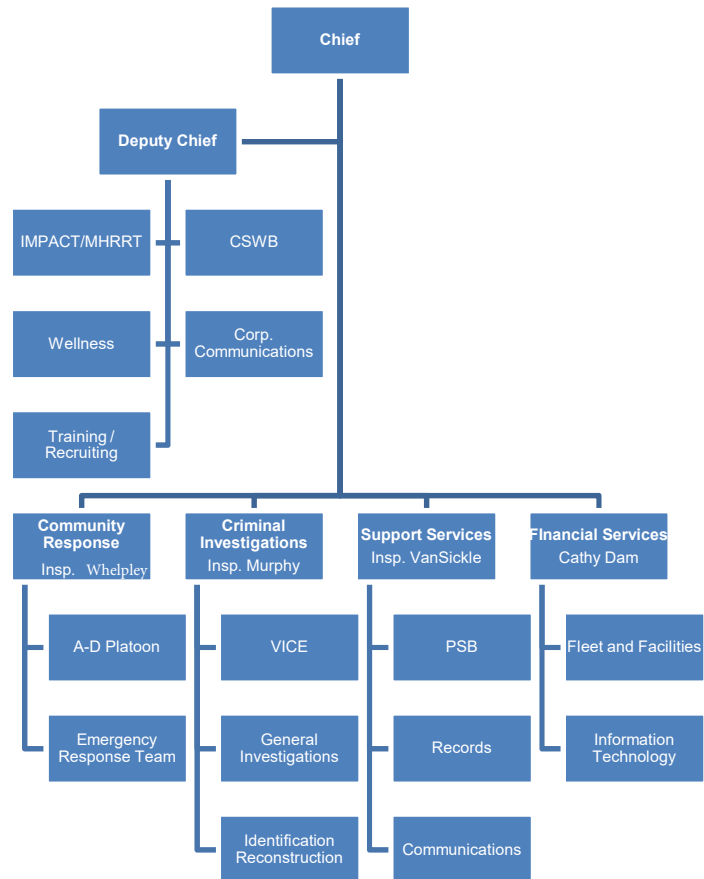 Chief
Deputy Chief
IMPACT/MHRRT
CSWB
Wellness
Corp.
Communications
Training /
Recruiting
Community
Response
Insp. Whelpley
Criminal
Investigations
Insp. Murphy
Support Services
Insp. VanSickle
FInancial Services
Cathy Dam
A-D Platoon
VICE
PSB
Fleet and Facilities
Emergency
Response Team
General
Investigations
Records
Information
Technology
Identification
Reconstruction
Communications